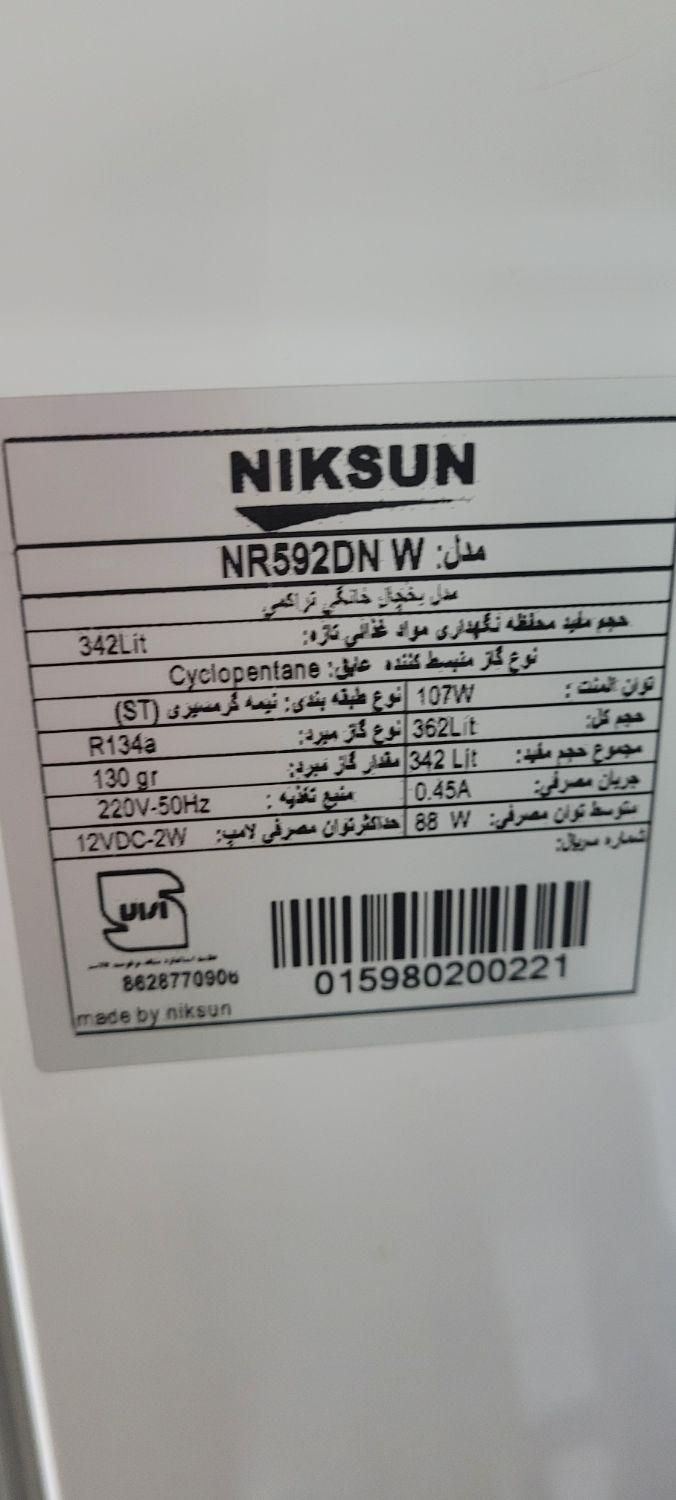 NIKSUN
مدل: NR592DN W
مدل یخچال خانگی تراکمی
حجم مفید محفظه نگهداری مواد غذائی تازه: 342Lit
نوع گاز منبسط کننده عایق: Cyclopentane
توان المنت : 107W نوع طبقه بندی: نیمه گرمسیری (ST)
حجم کل: 362Lit نوع گاز مبرد: R134a
مجموع حجم مفید: 342 Lit مقدار گاز مبرد: 130 gr
جریان مصرفی: 0.45A منبع تغذیه : 220V-50Hz
متوسط توان مصرفی: 88 W حداکثرتوان مصرفی لامپ: 12VDC-2W
شماره سریال:
015980200221
8628770906
made by niksun